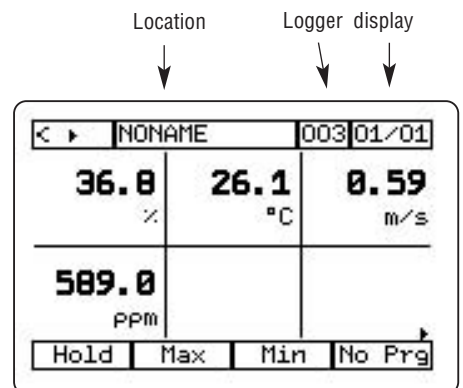 Location Logger display
< ▸ NONAME 003 01/01
36.8 26.1 0.59
% °C m/s
589.0
ppm
Hold Max Min No Prg